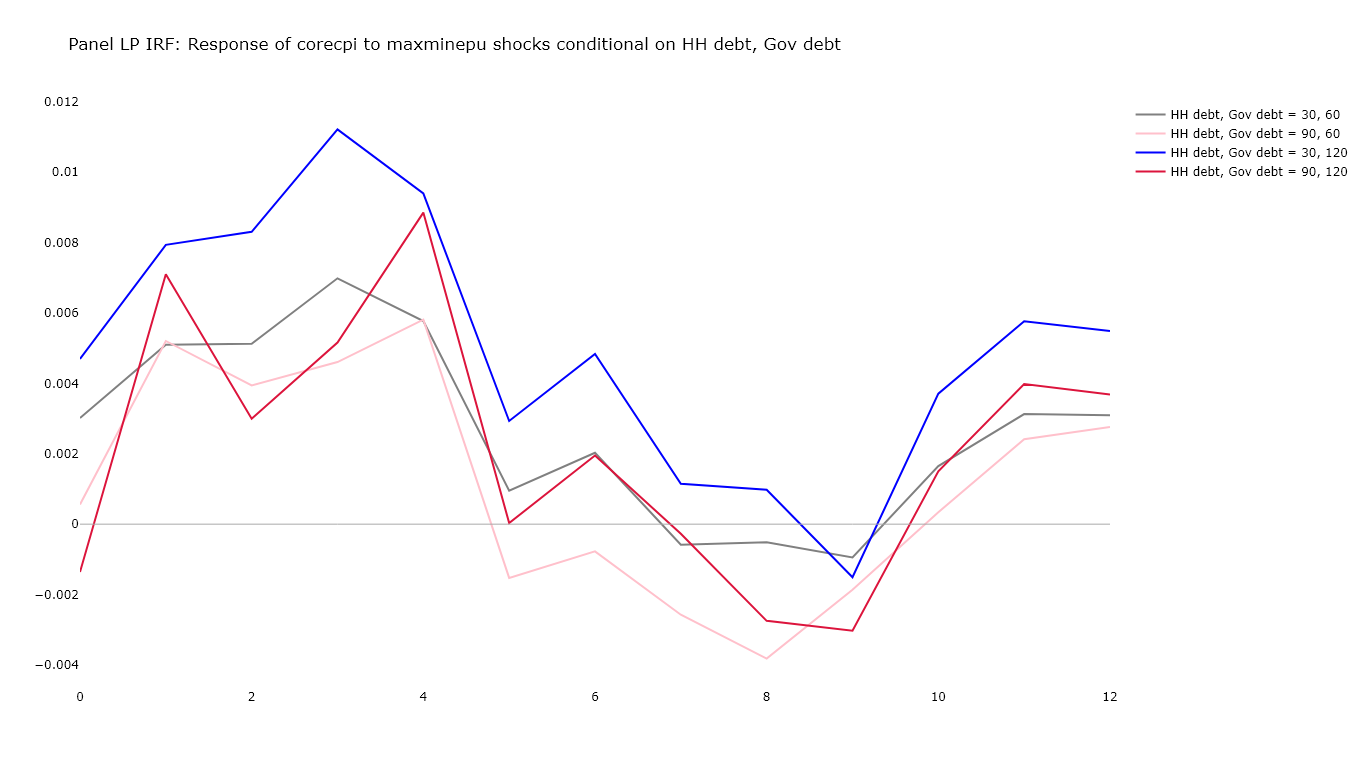 Panel LP IRF: Response of corecpi to maxminepu shocks conditional on HH debt, Gov debt
0.012
0.01
0.008
0.006
0.004
0.002
0
−0.002
−0.004
0 2 4 6 8 10 12
HH debt, Gov debt = 30, 60
HH debt, Gov debt = 90, 60
HH debt, Gov debt = 30, 120
HH debt, Gov debt = 90, 120